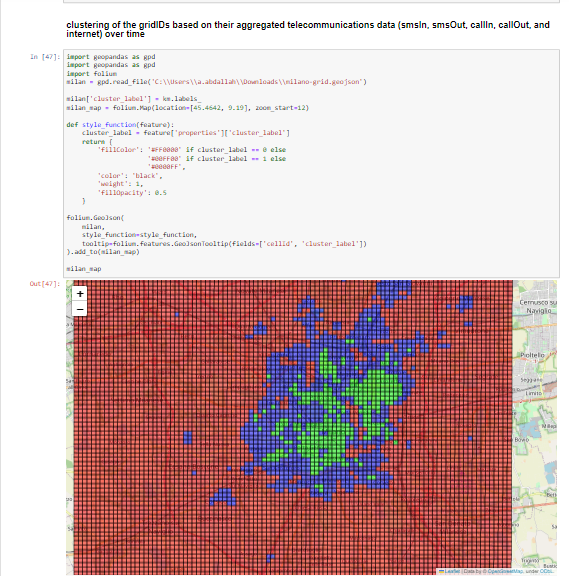 clustering of the gridIDs based on their aggregated telecommunications data (smsIn, smsOut, callIn, callOut, and
internet) over time
In [47]:
import geopandas as gpd
import geopandas as gpd
import folium
milan = gpd.read_file('C:\\Users\\a.abdallah\\Downloads\\milano-grid.geojson')
milan['cluster_label'] = km.labels_
milan_map = folium.Map(location=[45.4642, 9.19], zoom_start=12)
def style_function(feature):
cluster_label = feature['properties']['cluster_label']
return {
'fillColor': '#FF0000' if cluster_label == 0 else
'#00FF00' if cluster_label == 1 else
'#0000FF',
'color': 'black',
'weight': 1,
'fillOpacity': 0.5
}
folium.GeoJson(
milan,
style_function=style_function,
tooltip=folium.features.GeoJsonTooltip(fields=['cellId', 'cluster_label'])
).add_to(milan_map)
milan_map
Out[47]:
+
−
Cernusco su
Naviglio
Pioltello
Seggiano
Limito
Leaflet | Data by © OpenStreetMap, under ODbL.